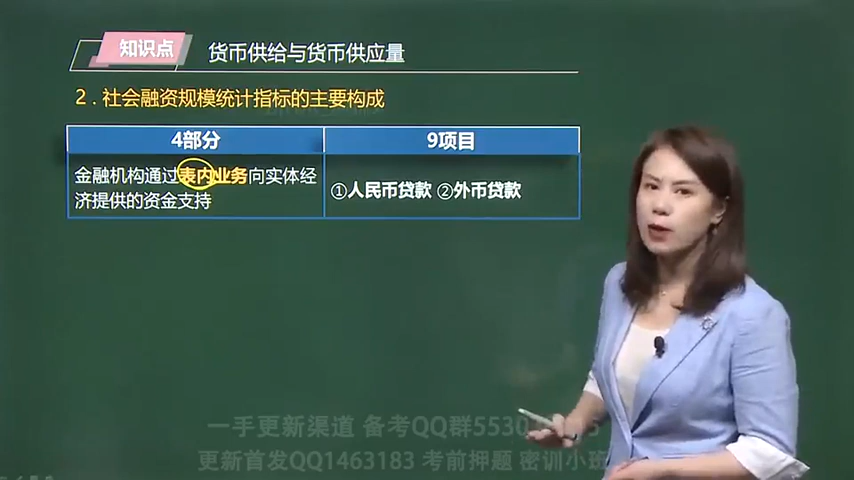 知识点
货币供给与货币供应量
2.社会融资规模统计指标的主要构成
4部分
9项目
金融机构通过表内业务向实体经
济提供的资金支持
①人民币贷款 ②外币贷款
一手更新渠道 备考QQ群553
更新首发QQ1463183 考前押题 密训小班